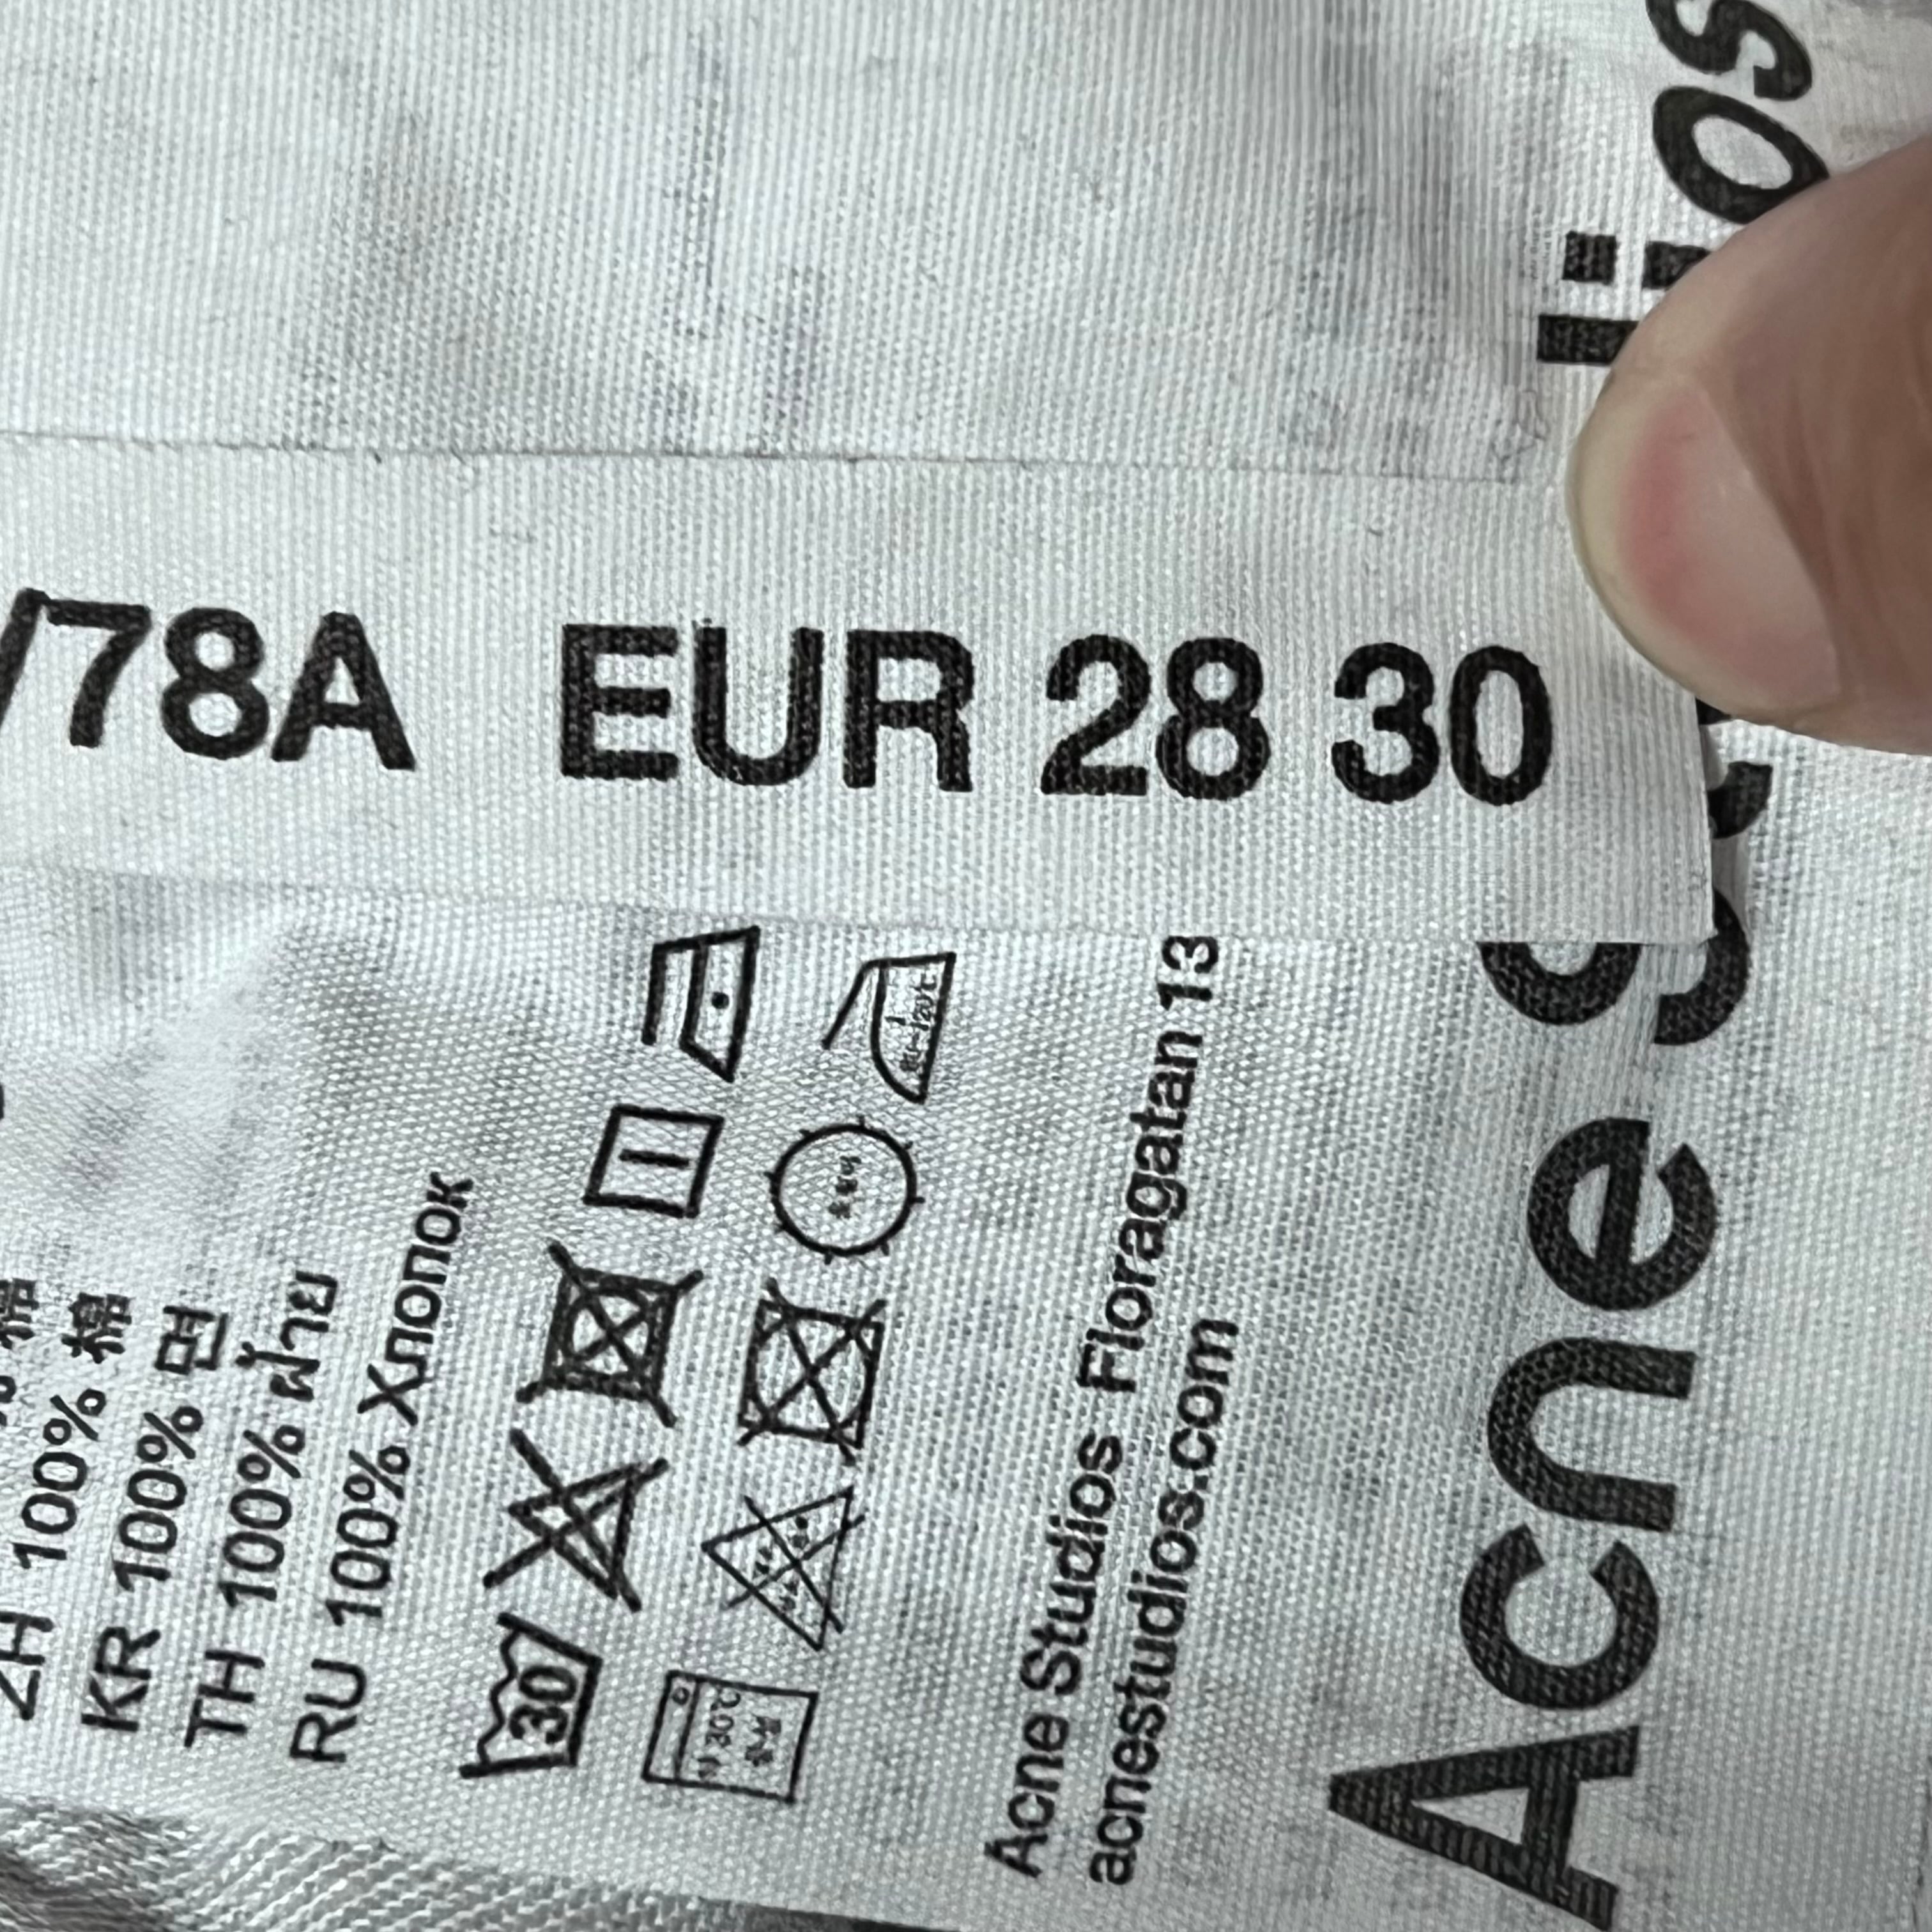 /78A EUR 28 30
ZH 100% 棉
KR 100% 면
TH 100% ฝ้าย
RU 100% Хлопок
30
Acne Studios Floragatan 13
acnestudios.com
Acne